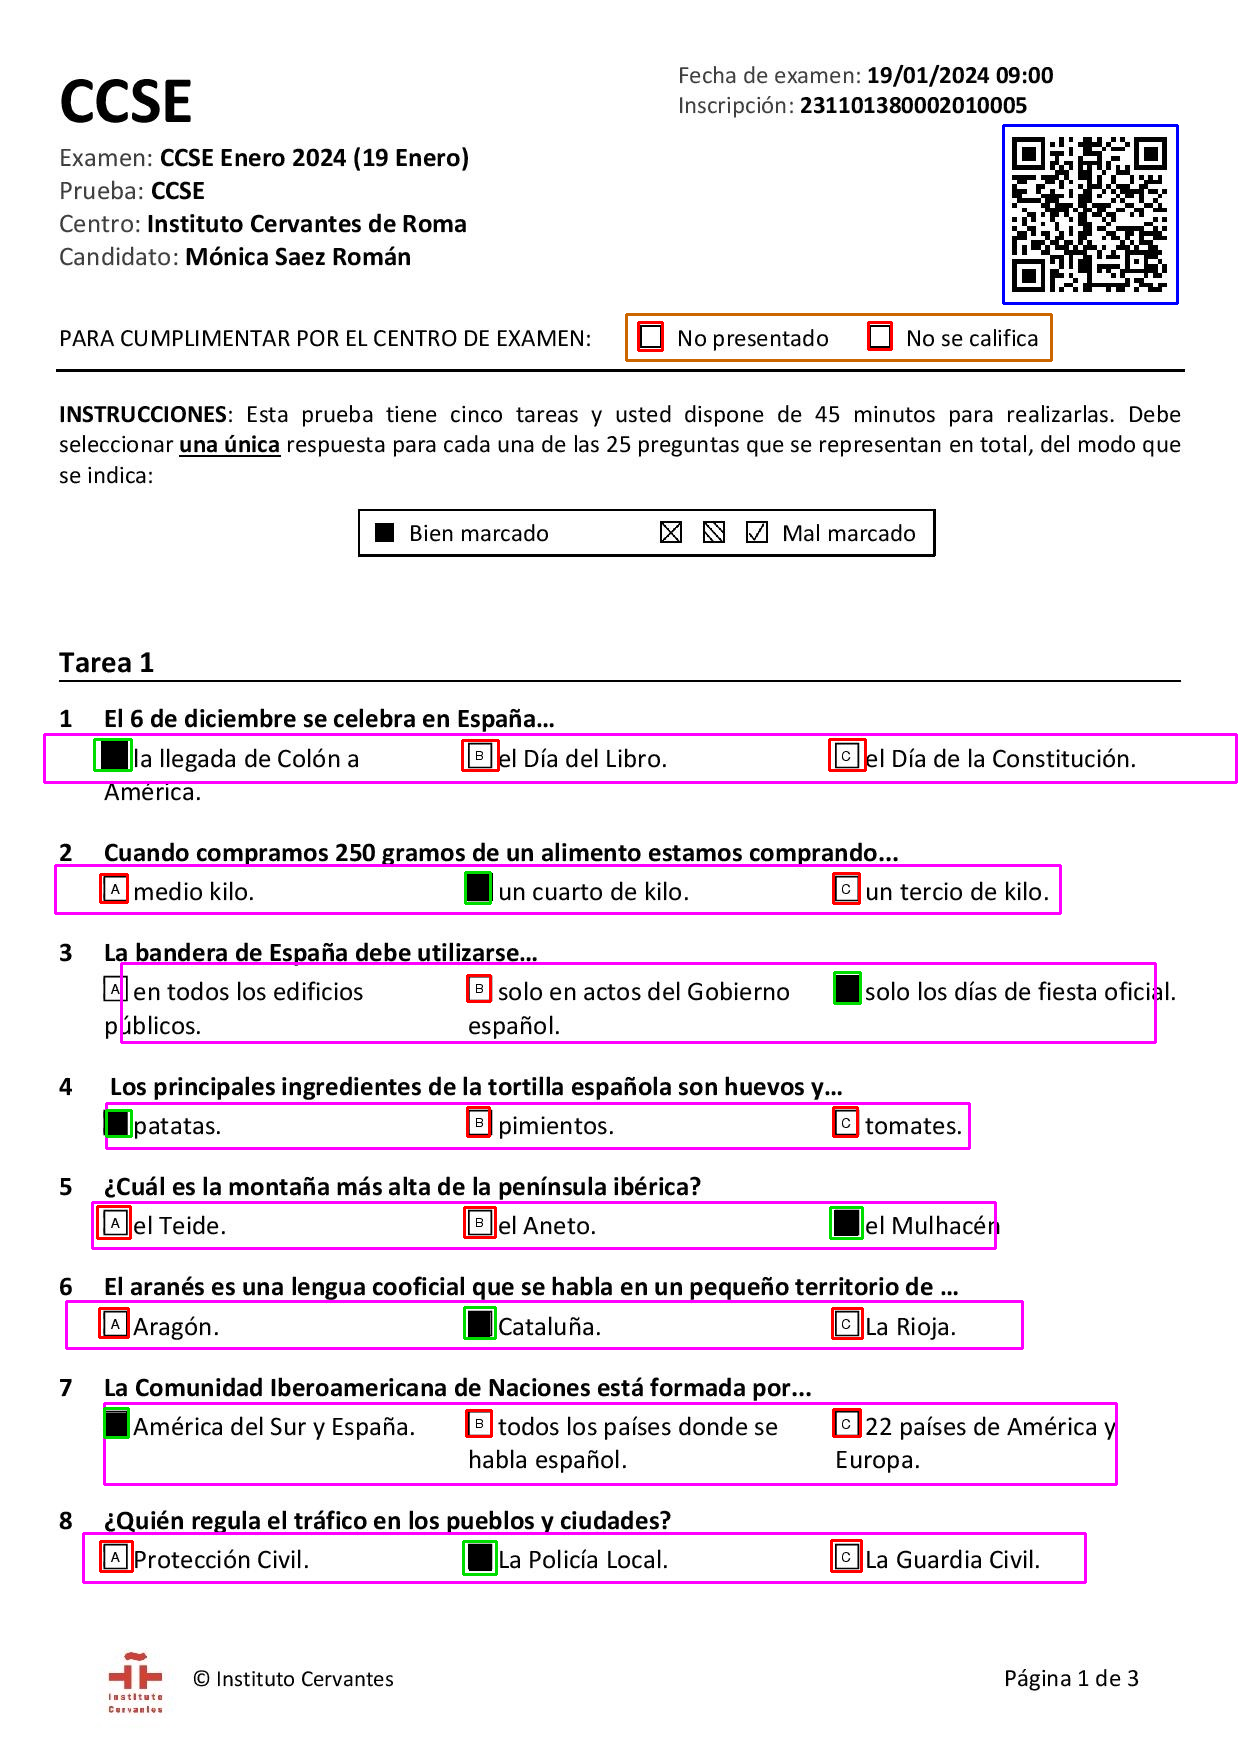 CCSE
Fecha de examen: 19/01/2024 09:00
Inscripción: 231101380002010005
Examen: CCSE Enero 2024 (19 Enero)
Prueba: CCSE
Centro: Instituto Cervantes de Roma
Candidato: Mónica Saez Román
PARA CUMPLIMENTAR POR EL CENTRO DE EXAMEN: No presentado No se califica
INSTRUCCIONES: Esta prueba tiene cinco tareas y usted dispone de 45 minutos para realizarlas. Debe
seleccionar una única respuesta para cada una de las 25 preguntas que se representan en total, del modo que
se indica:
Bien marcado Mal marcado
Tarea 1
1 El 6 de diciembre se celebra en España...
la llegada de Colón a B el Día del Libro. C el Día de la Constitución.
América.
2 Cuando compramos 250 gramos de un alimento estamos comprando...
A medio kilo. un cuarto de kilo. C un tercio de kilo.
3 La bandera de España debe utilizarse...
A en todos los edificios B solo en actos del Gobierno solo los días de fiesta oficial.
públicos. español.
4 Los principales ingredientes de la tortilla española son huevos y...
patatas. B pimientos. C tomates.
5 ¿Cuál es la montaña más alta de la península ibérica?
A el Teide. B el Aneto. el Mulhacén
6 El aranés es una lengua cooficial que se habla en un pequeño territorio de ...
A Aragón. Cataluña. C La Rioja.
7 La Comunidad Iberoamericana de Naciones está formada por...
América del Sur y España. B todos los países donde se C 22 países de América y
habla español. Europa.
8 ¿Quién regula el tráfico en los pueblos y ciudades?
A Protección Civil. La Policía Local. C La Guardia Civil.
Instituto
Cervantes
© Instituto Cervantes Página 1 de 3